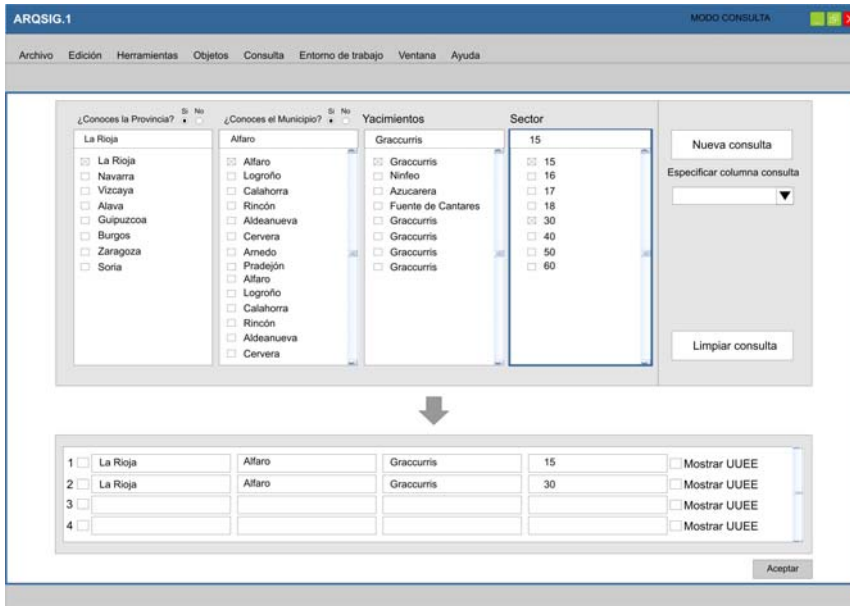 ARQSIG.1 MODO CONSULTA
Archivo Edición Herramientas Objetos Consulta Entorno de trabajo Ventana Ayuda
¿Conoces la Provincia? Si No ¿Conoces el Municipio? Si No Yacimientos Sector
La Rioja Alfaro Graccurris 15
Nueva consulta
La Rioja Alfaro Graccurris 15
Especificar columna consulta
Navarra Logroño Ninfeo 16
Vizcaya Calahorra Azucarera 17
Alava Rincón Fuente de Cantares 18
Guipuzcoa Aldeanueva Graccurris 30
Burgos Cervera Graccurris 40
Zaragoza Arnedo Graccurris 50
Soria Pradejón Graccurris 60
Alfaro
Logroño
Calahorra
Rincón
Aldeanueva
Cervera
Limpiar consulta
1 La Rioja Alfaro Graccurris 15 Mostrar UUEE
2 La Rioja Alfaro Graccurris 30 Mostrar UUEE
3 Mostrar UUEE
4 Mostrar UUEE
Aceptar